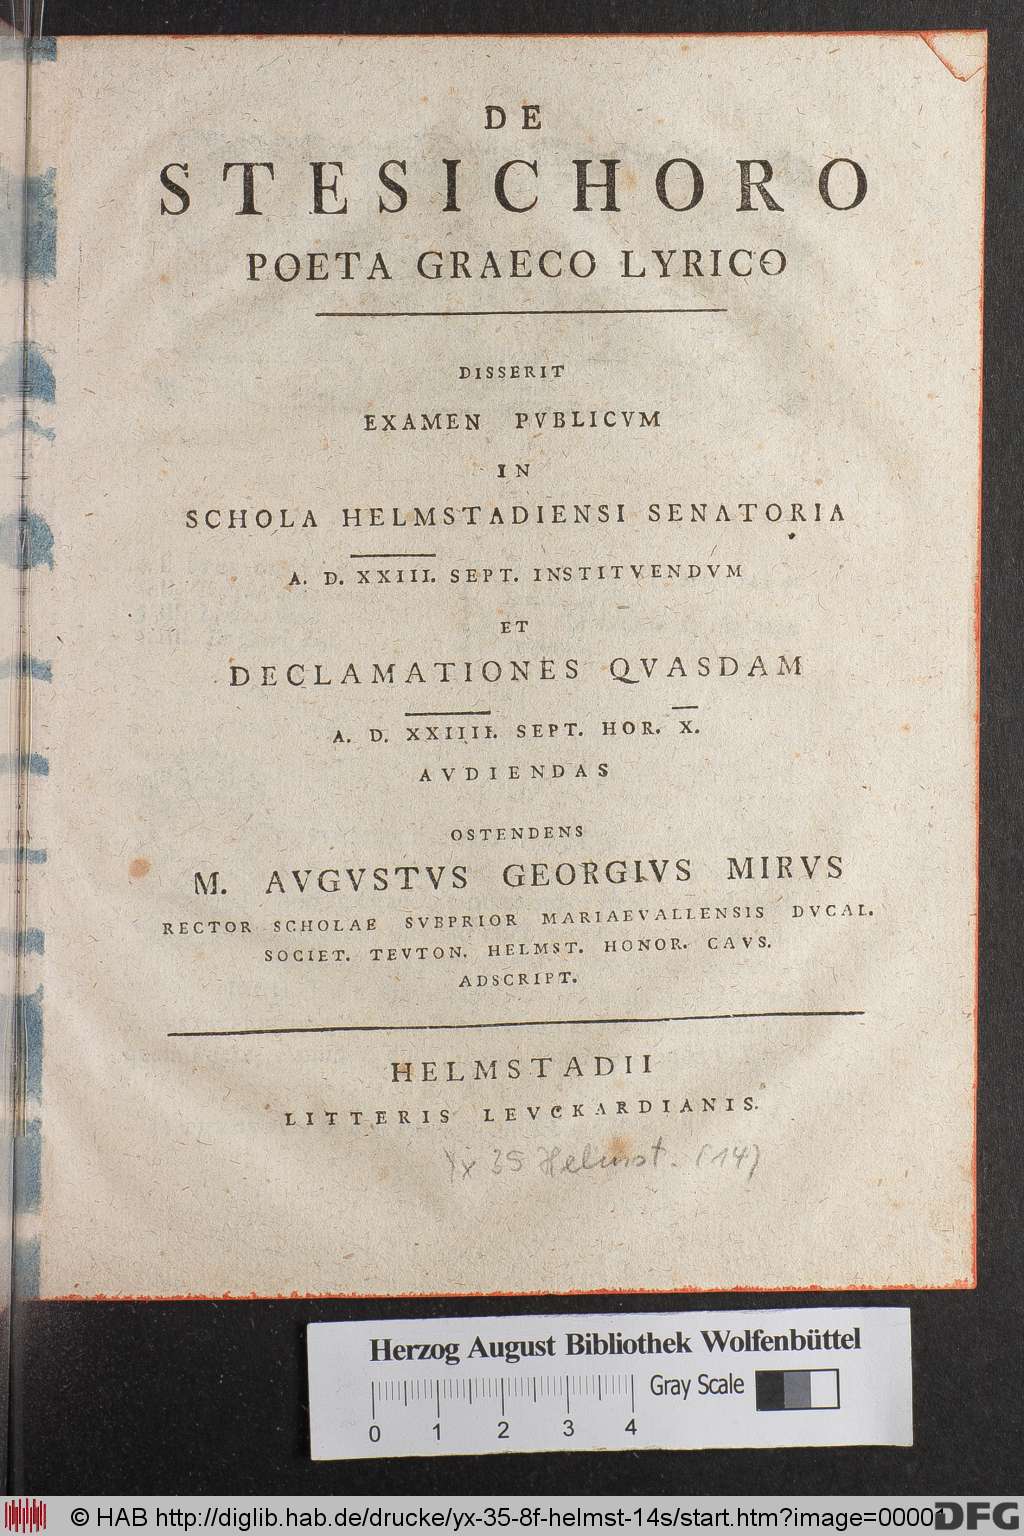 DE
STESICHORO
POETA GRAECO LYRICO
DISSERIT
EXAMEN PVBLICVM
IN
SCHOLA HELMSTADIENSI SENATORIA
A. D. XXIII. SEPT. INSTITVENDVM
ET
DECLAMATIONES QVASDAM
A. D. XXIIII. SEPT. HOR. X.
AVDIENDAS
OSTENDENS
M. AVGVSTVS GEORGIVS MIRVS
RECTOR SCHOLAE SVBPRIOR MARIAEVALLENSIS DVCAL.
SOCIET. TEVTON. HELMST. HONOR. CAVS.
ADSCRIPT.
HELMSTADII
LITTERIS LEVCKARDIANIS.
Yx 35 Helmst. (14)
Herzog August Bibliothek Wolfenbüttel
Gray Scale
0 1 2 3 4
© HAB http://diglib.hab.de/drucke/yx-35-8f-helmst-14s/start.htm?image=00001
DFG